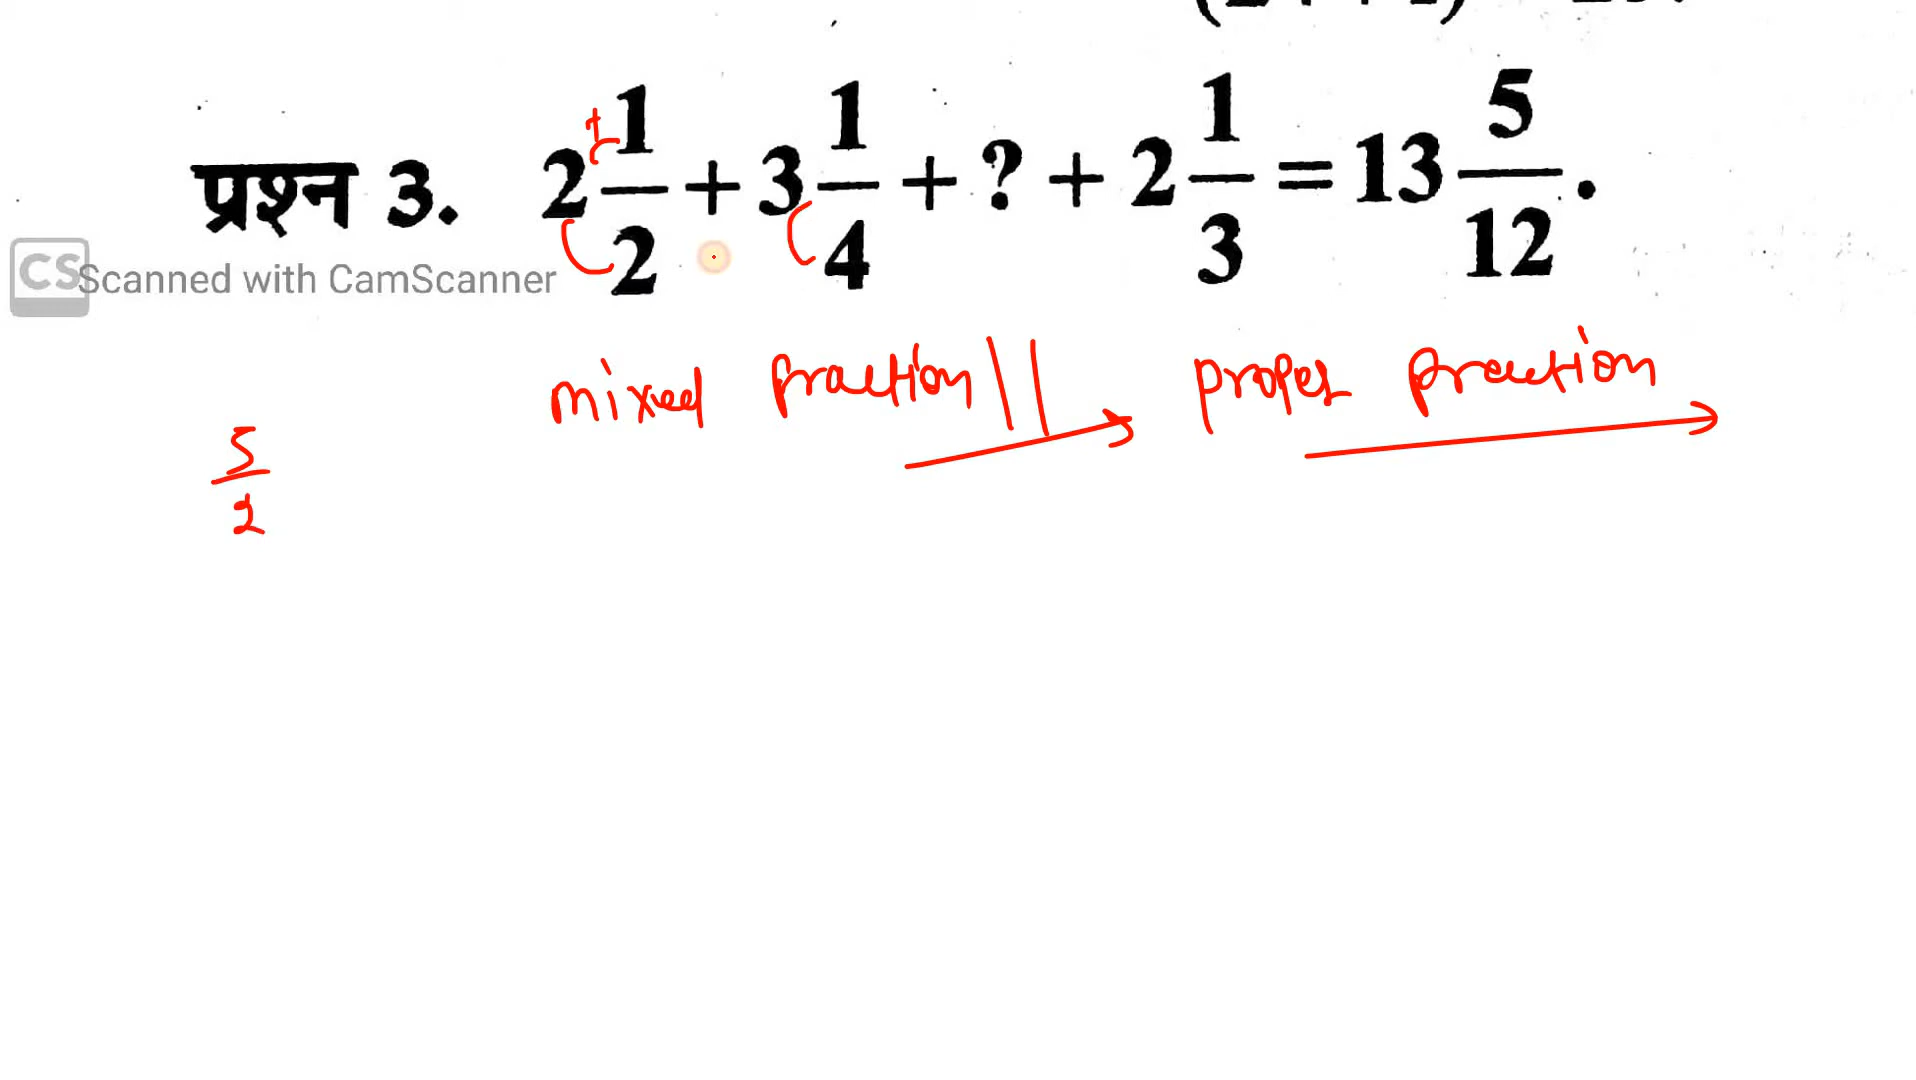 प्रश्न 3. 2 1/2 + 3 1/4 + ? + 2 1/3 = 13 5/12 .
+
CS Scanned with CamScanner
mixed fraction || proper fraction
5/2